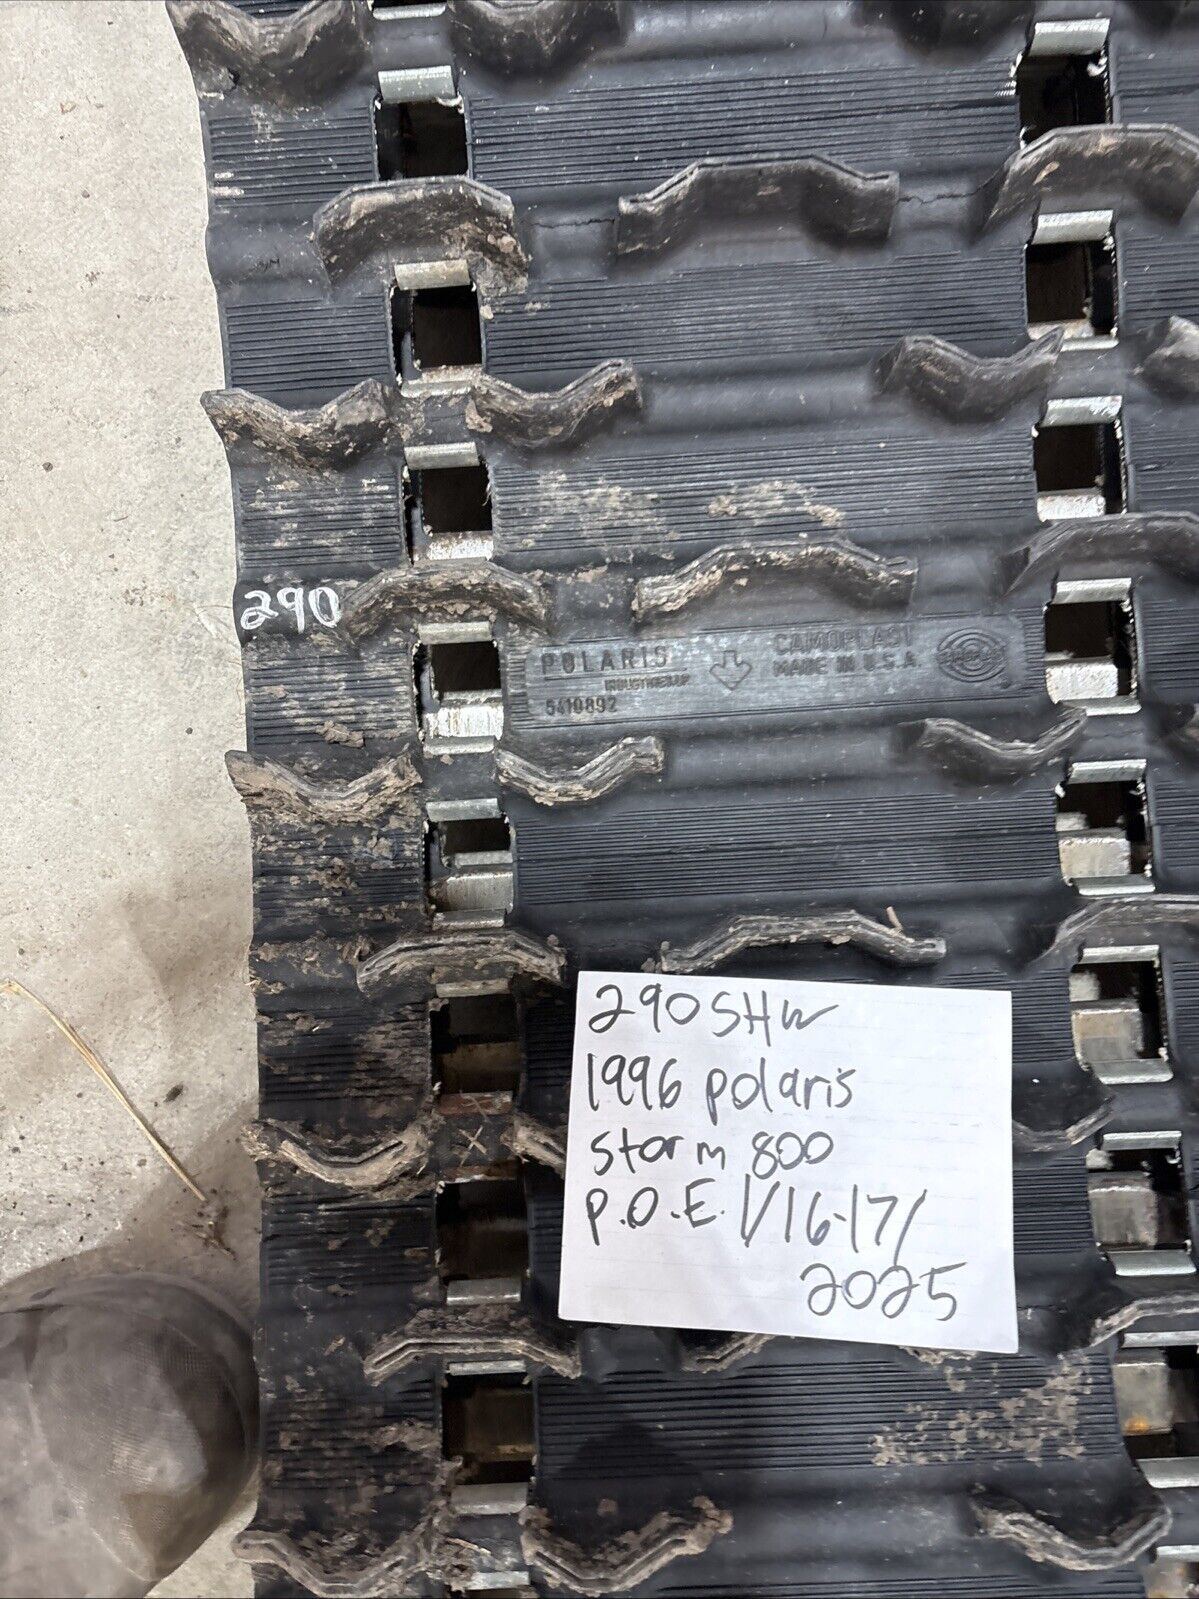 290
POLARIS
INDUSTRIES L.P.
5410892
CAMOPLAST
MADE IN U.S.A.
290SHW
1996 polaris
storm 800
P.O.E. 1/16-17/
2025